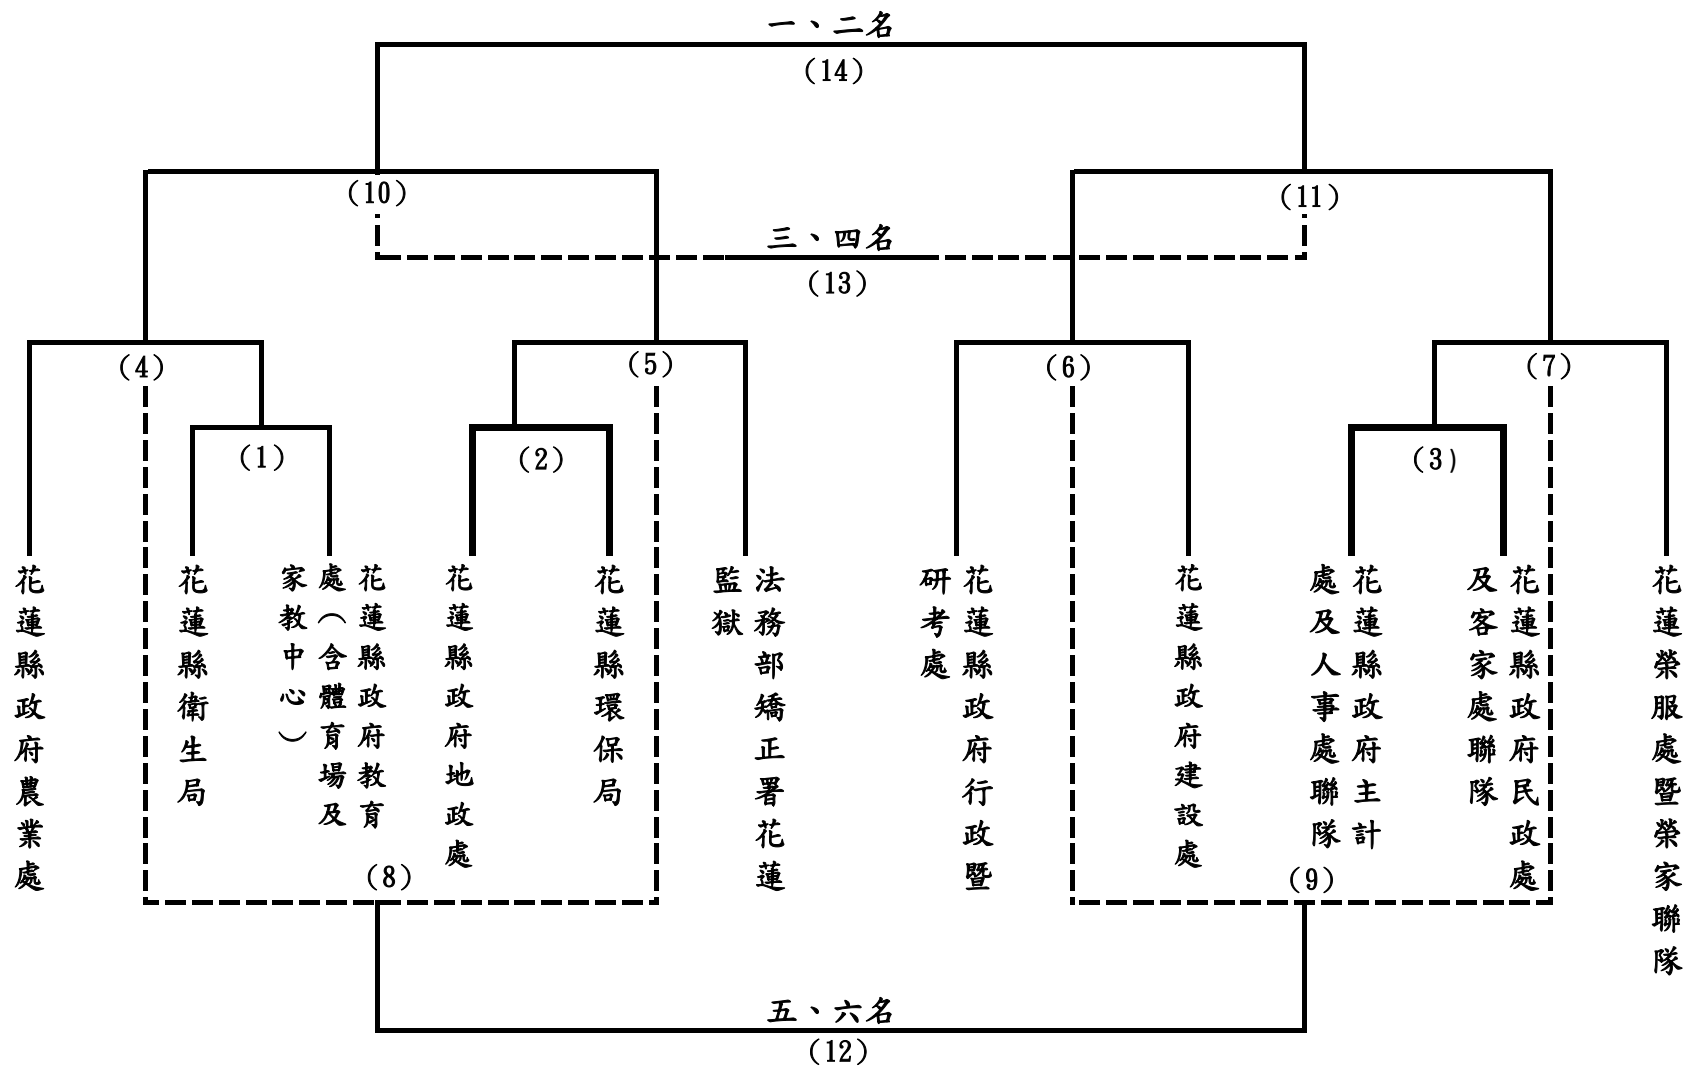 一、二名
(14)
(10)
(11)
三、四名
(13)
(4)
(5)
(6)
(7)
(1)
(2)
(3)
花蓮縣政府農業處
花蓮縣衛生局
花蓮縣政府教育
處（含體育場及
家教中心）
花蓮縣政府地政處
花蓮縣環保局
法務部矯正署花蓮
監獄
花蓮縣政府行政暨
研考處
花蓮縣政府建設處
花蓮縣政府主計
處及人事處聯隊
花蓮縣政府民政處
及客家處聯隊
花蓮榮服處暨榮家聯隊
(8)
(9)
五、六名
(12)